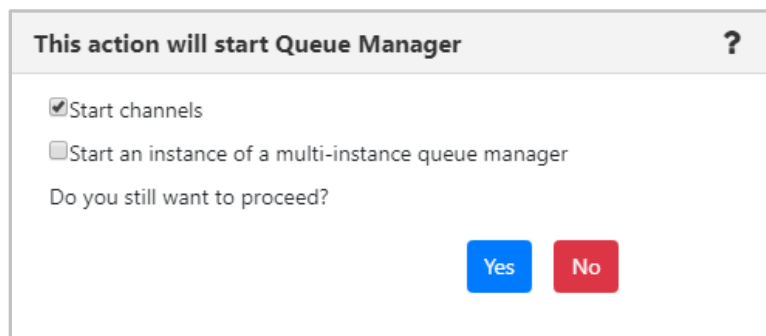 This action will start Queue Manager ?
Start channels
Start an instance of a multi-instance queue manager
Do you still want to proceed?
Yes No